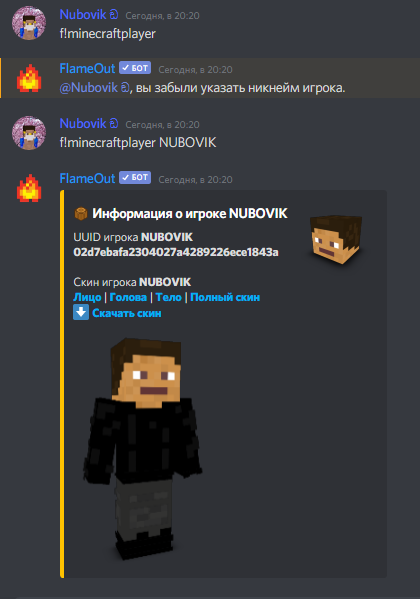 Nubovik Сегодня, в 20:20
f!minecraftplayer
FlameOut БОТ Сегодня, в 20:20
@Nubovik, вы забыли указать никнейм игрока.
Nubovik Сегодня, в 20:20
f!minecraftplayer NUBOVIK
FlameOut БОТ Сегодня, в 20:20
Информация о игроке NUBOVIK
UUID игрока NUBOVIK
02d7ebafa2304027a4289226ece1843a
Скин игрока NUBOVIK
Лицо | Голова | Тело | Полный скин
Скачать скин